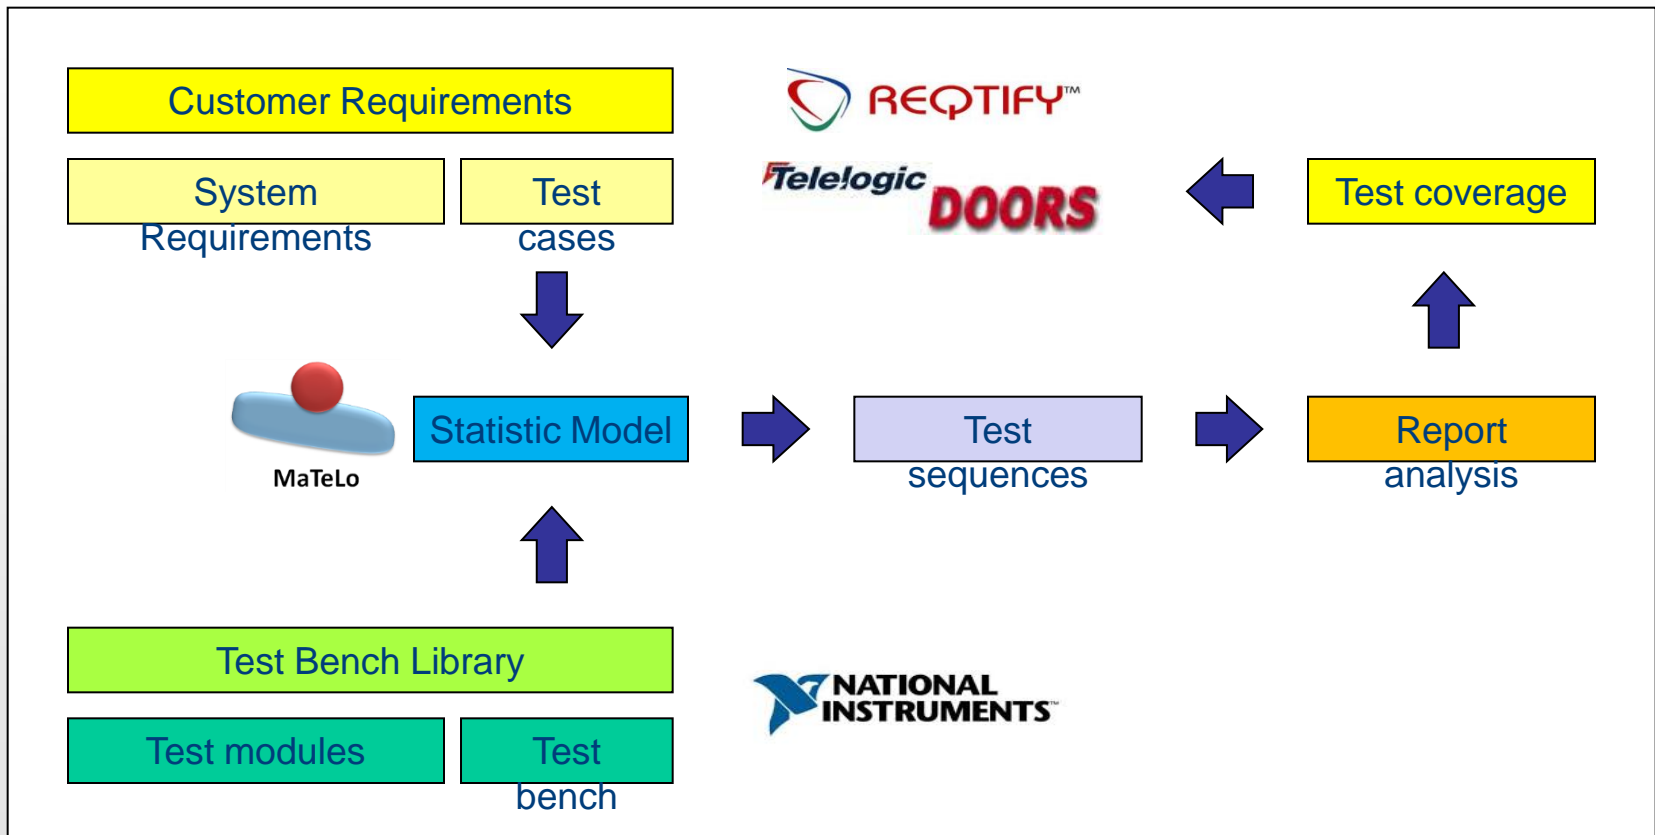 Customer Requirements
REQTIFY™
System
Requirements
Test
cases
Telelogic
DOORS
Test coverage
MaTeLo
Statistic Model
Test
sequences
Report
analysis
Test Bench Library
NATIONAL
INSTRUMENTS™
Test modules
Test
bench